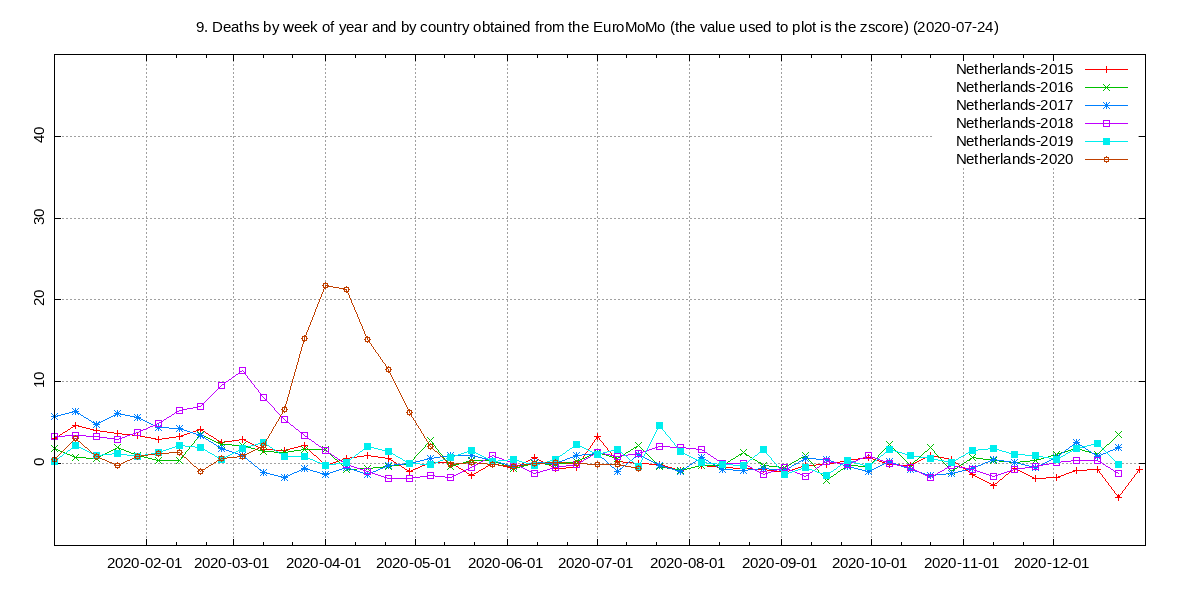 9. Deaths by week of year and by country obtained from the EuroMoMo (the value used to plot is the zscore) (2020-07-24)
Netherlands-2015
Netherlands-2016
Netherlands-2017
Netherlands-2018
Netherlands-2019
Netherlands-2020
40
30
20
10
0
2020-02-01 2020-03-01 2020-04-01 2020-05-01 2020-06-01 2020-07-01 2020-08-01 2020-09-01 2020-10-01 2020-11-01 2020-12-01